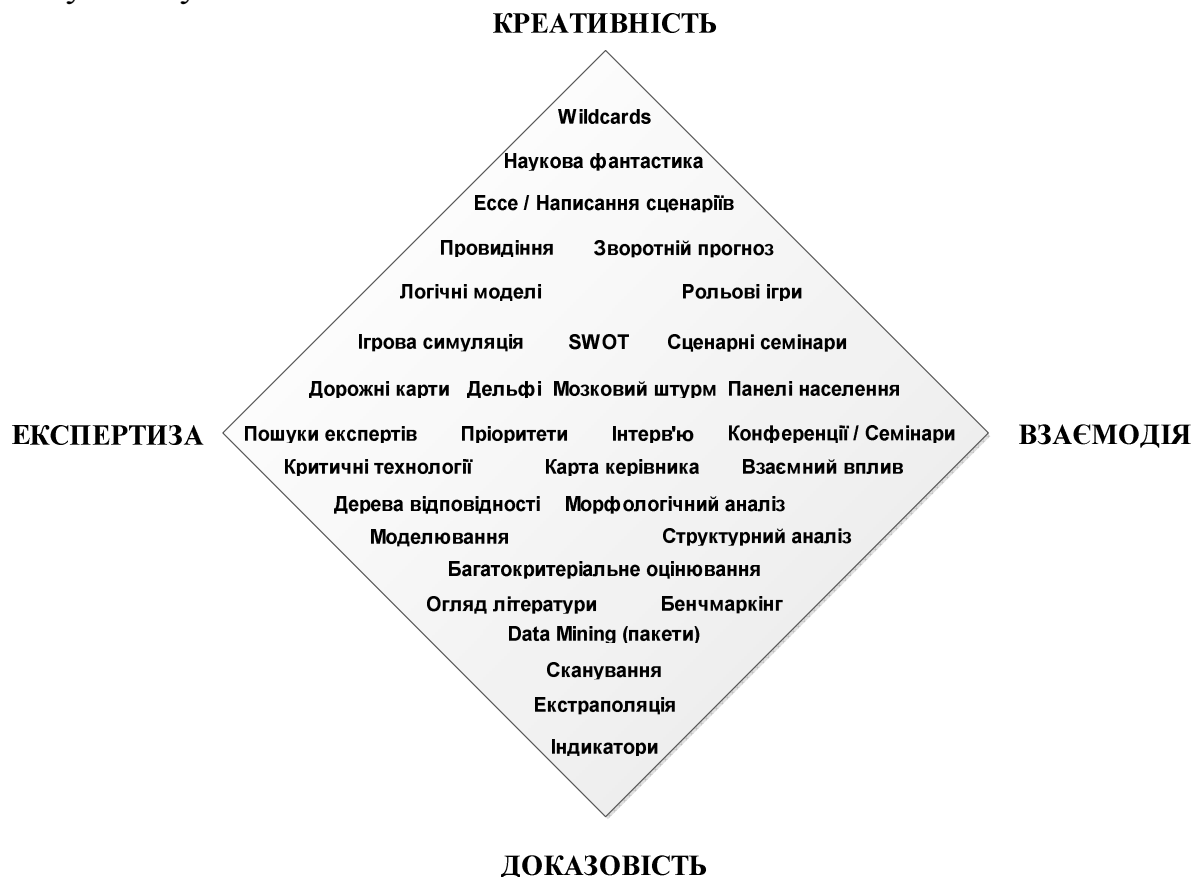 КРЕАТИВНІСТЬ
Wildcards
Наукова фантастика
Ессе / Написання сценаріїв
Провидіння Зворотній прогноз
Логічні моделі Рольові ігри
Ігрова симуляція SWOT Сценарні семінари
Дорожні карти Дельфі Мозковий штурм Панелі населення
ЕКСПЕРТИЗА Пошуки експертів Пріоритети Інтерв'ю Конференції / Семінари ВЗАЄМОДІЯ
Критичні технології Карта керівника Взаємний вплив
Дерева відповідності Морфологічний аналіз
Моделювання Структурний аналіз
Багатокритеріальне оцінювання
Огляд літератури Бенчмаркінг
Data Mining (пакети)
Сканування
Екстраполяція
Індикатори
ДОКАЗОВІСТЬ